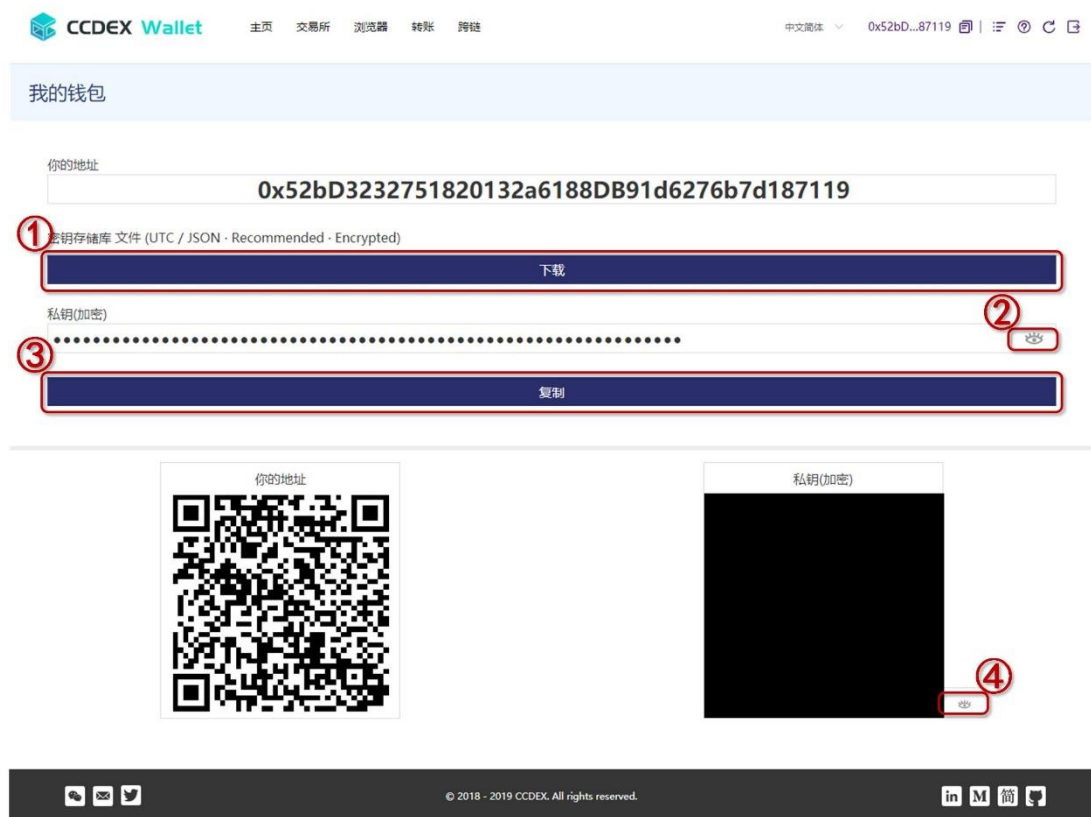 CCDEX Wallet 主页 交易所 浏览器 转账 跨链 中文简体 0x52bD...87119
我的钱包
你的地址
0x52bD3232751820132a6188DB91d6276b7d187119
①
密钥存储库 文件 (UTC / JSON · Recommended · Encrypted)
下载
私钥(加密)
②
③
复制
你的地址 私钥(加密)
④
© 2018 - 2019 CCDEX. All rights reserved.
in M 简